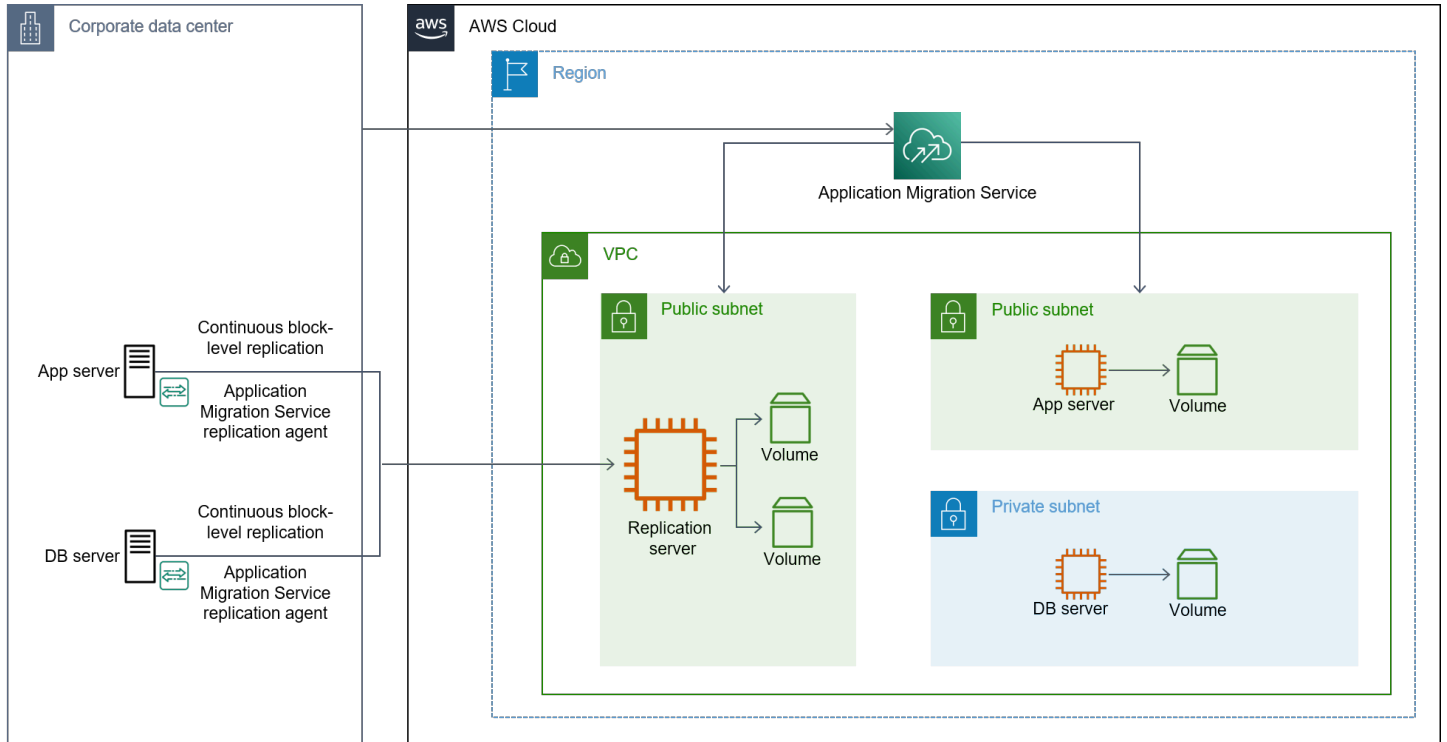 Corporate data center
aws
AWS Cloud
Region
Application Migration Service
VPC
Public subnet
Public subnet
Continuous block-
level replication
App server
Application
Migration Service
replication agent
App server
Volume
Volume
Continuous block-
level replication
DB server
Application
Migration Service
replication agent
Replication
server
Volume
Private subnet
DB server
Volume